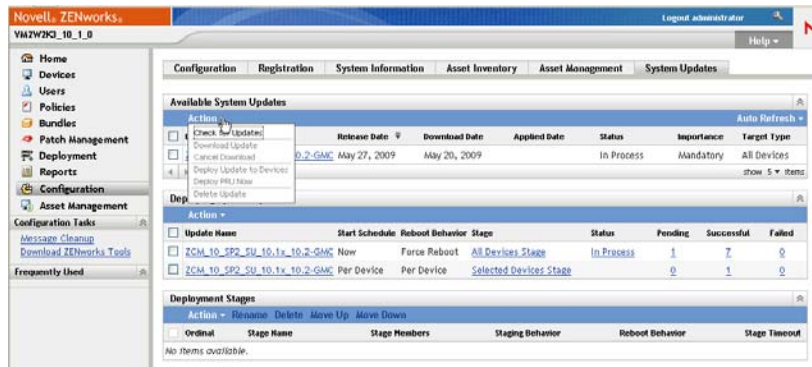 Novell® ZENworks®
Logout administrator
VM2W2K3_10_1_0
Help
Home
Devices
Users
Policies
Bundles
Patch Management
Deployment
Reports
Configuration
Asset Management
Configuration Tasks
Message Cleanup
Download ZENworks Tools
Frequently Used
Configuration Registration System Information Asset Inventory Asset Management System Updates
Available System Updates
Action Auto Refresh
Check for Updates
Download Update
Cancel Download
Deploy Update to Devices
Deploy PRU Now
Delete Update
Release Date Download Date Applied Date Status Importance Target Type
0.2-GMC May 27, 2009 May 20, 2009 In Process Mandatory All Devices
show 5 items
Dep
Action
Update Name Start Schedule Reboot Behavior Stage Status Pending Successful Failed
ZCM_10_SP2_SU_10.1x_10.2-GMC Now Force Reboot All Devices Stage In Process 1 7 0
ZCM_10_SP2_SU_10.1x_10.2-GMC Per Device Per Device Selected Devices Stage 0 1 0
Deployment Stages
Action Rename Delete Move Up Move Down
Ordinal Stage Name Stage Members Staging Behavior Reboot Behavior Stage Timeout
No items available.